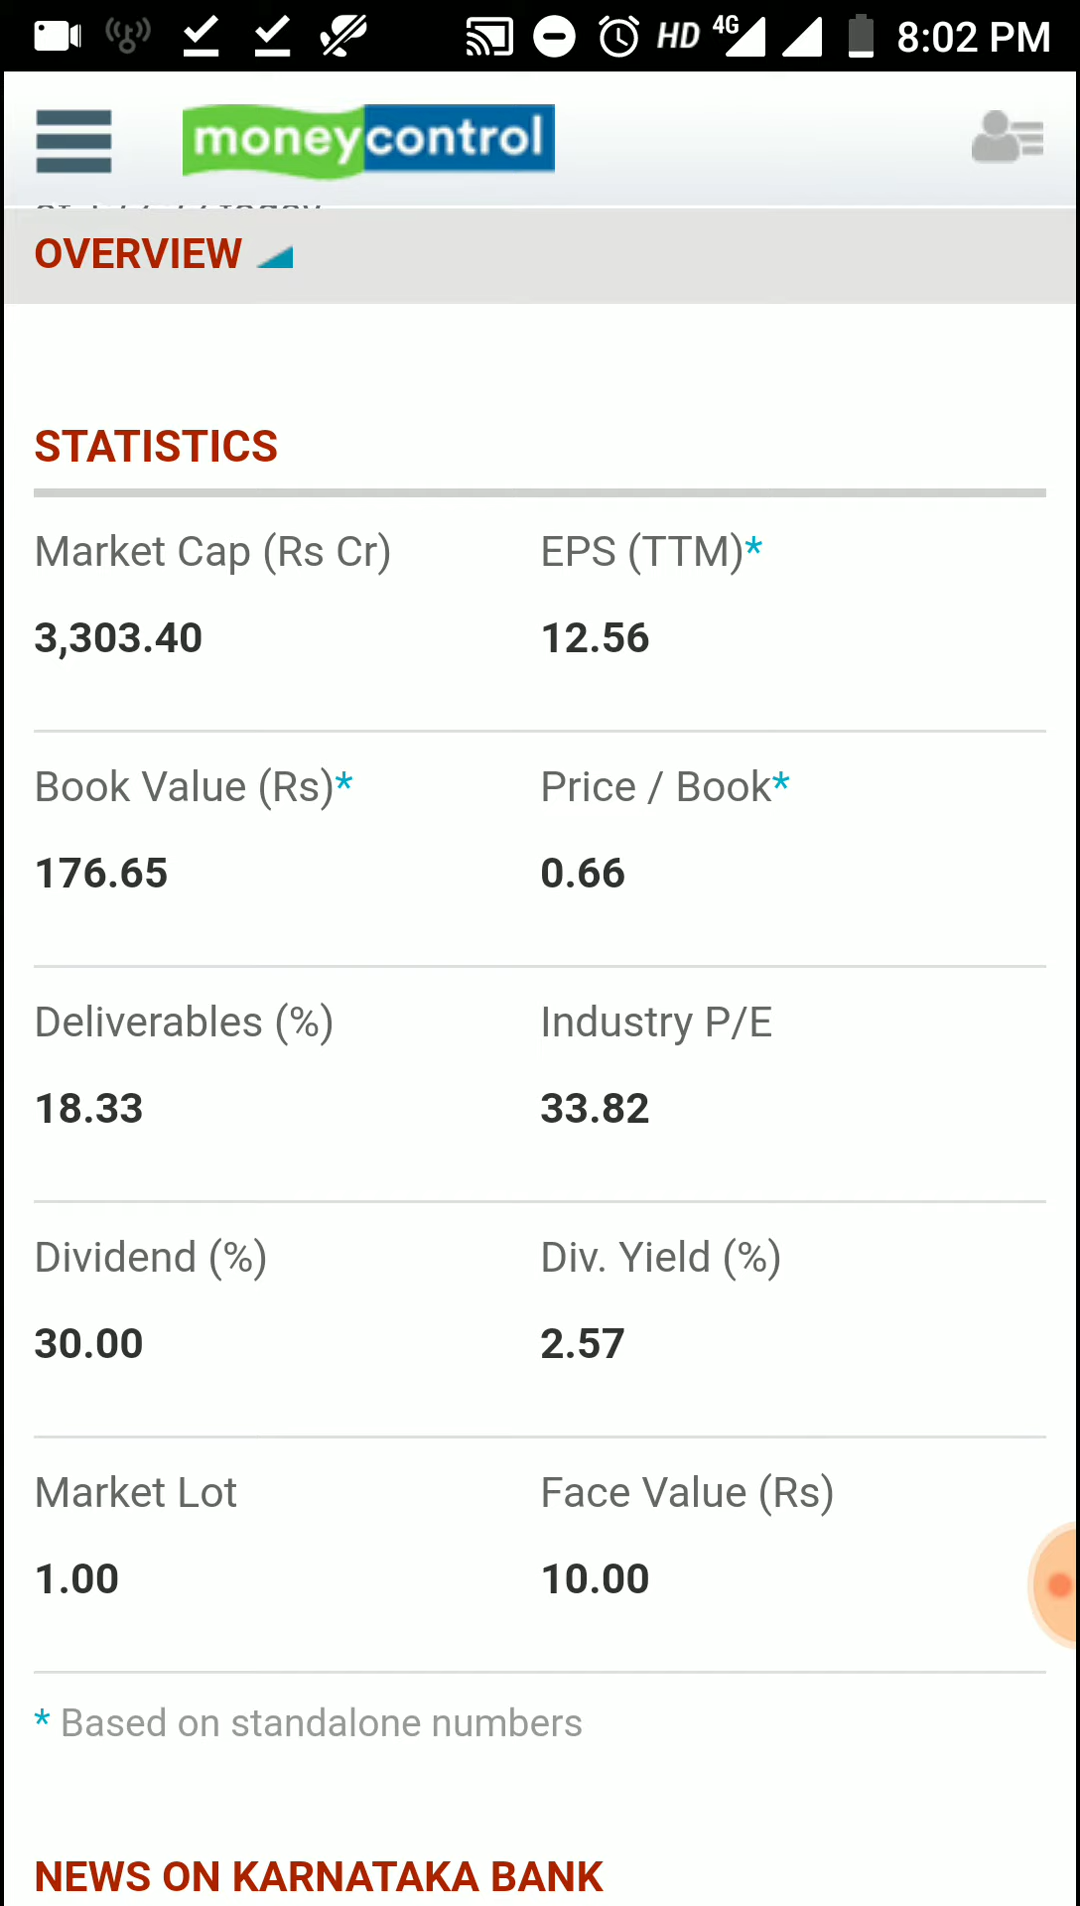 HD 4G 8:02 PM
moneycontrol
OVERVIEW
STATISTICS
Market Cap (Rs Cr) EPS (TTM)*
3,303.40 12.56
Book Value (Rs)* Price / Book*
176.65 0.66
Deliverables (%) Industry P/E
18.33 33.82
Dividend (%) Div. Yield (%)
30.00 2.57
Market Lot Face Value (Rs)
1.00 10.00
* Based on standalone numbers
NEWS ON KARNATAKA BANK